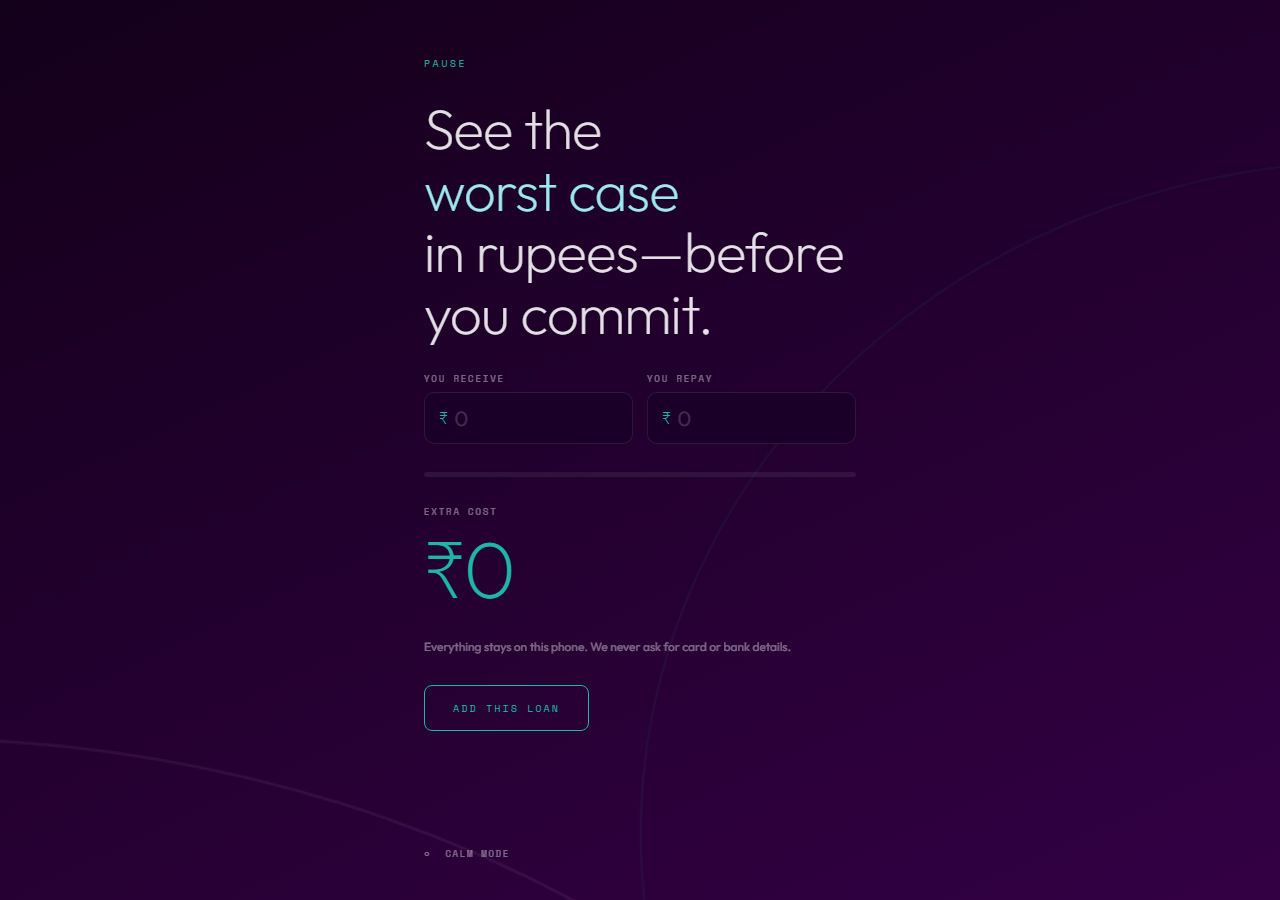 PAUSE
See the
worst case
in rupees—before
you commit.
YOU RECEIVE
YOU REPAY
₹ 0
₹ 0
EXTRA COST
₹0
Everything stays on this phone. We never ask for card or bank details.
ADD THIS LOAN
CALM MODE